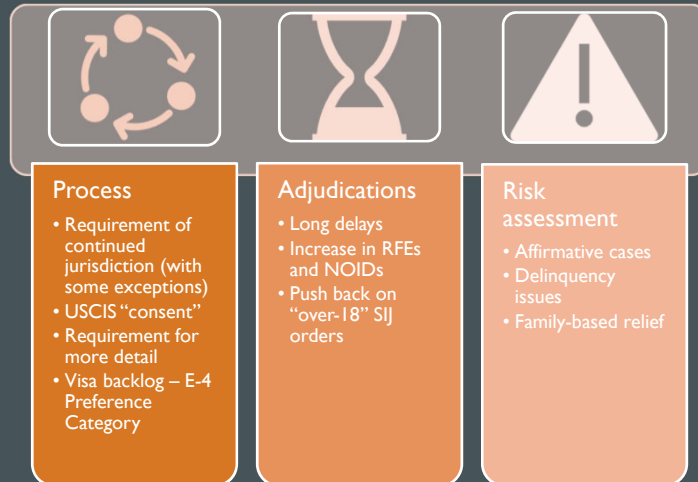 Process
• Requirement of
continued
jurisdiction (with
some exceptions)
• USCIS “consent”
• Requirement for
more detail
• Visa backlog – E-4
Preference
Category
Adjudications
• Long delays
• Increase in RFEs
and NOIDs
• Push back on
“over-18” SIJ
orders
Risk
assessment
• Affirmative cases
• Delinquency
issues
• Family-based relief